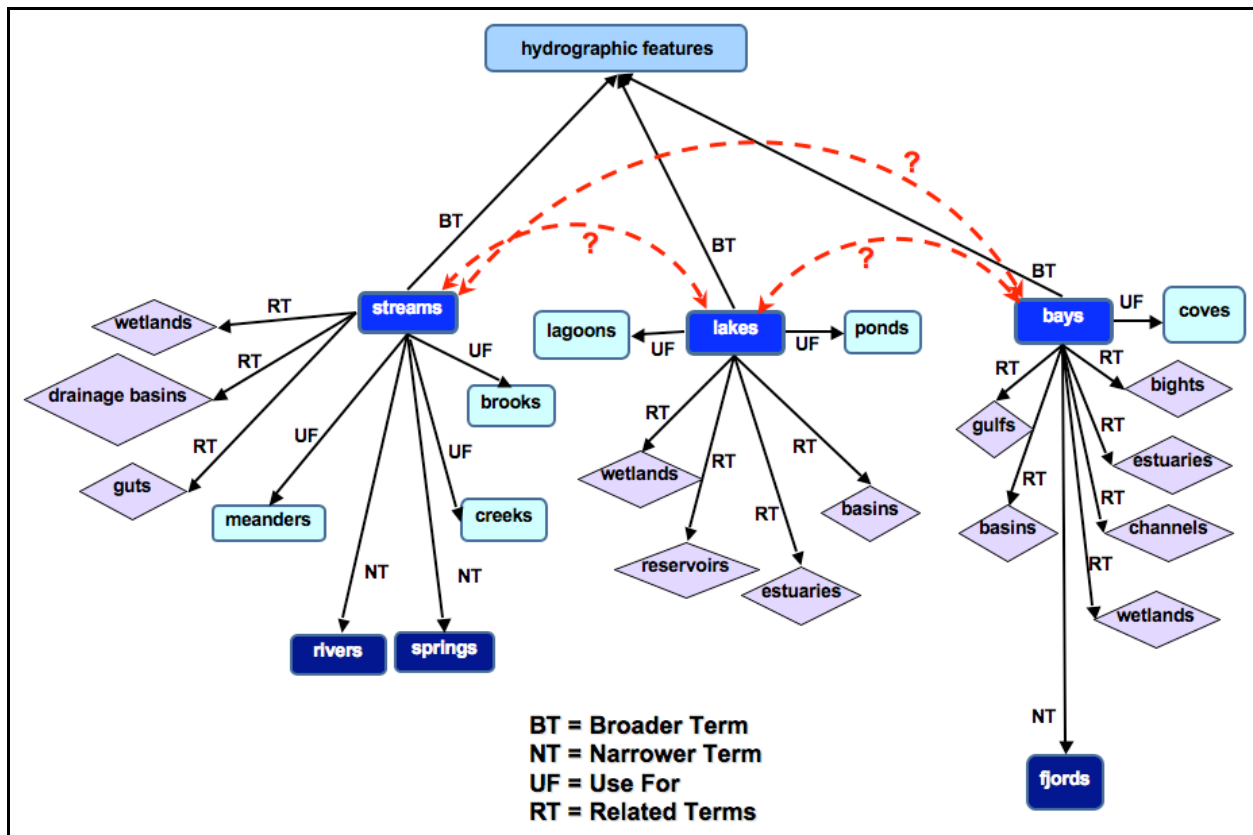 hydrographic features
?
BT
?
BT
?
BT
streams
lakes
bays
UF
coves
wetlands
RT
lagoons
UF
UF
ponds
RT
RT
bights
drainage basins
RT
UF
brooks
gulfs
RT
estuaries
guts
RT
UF
UF
meanders
creeks
RT
wetlands
RT
RT
basins
RT
RT
basins
RT
channels
reservoirs
RT
estuaries
RT
wetlands
NT
NT
rivers
springs
NT
fjords
BT = Broader Term
NT = Narrower Term
UF = Use For
RT = Related Terms